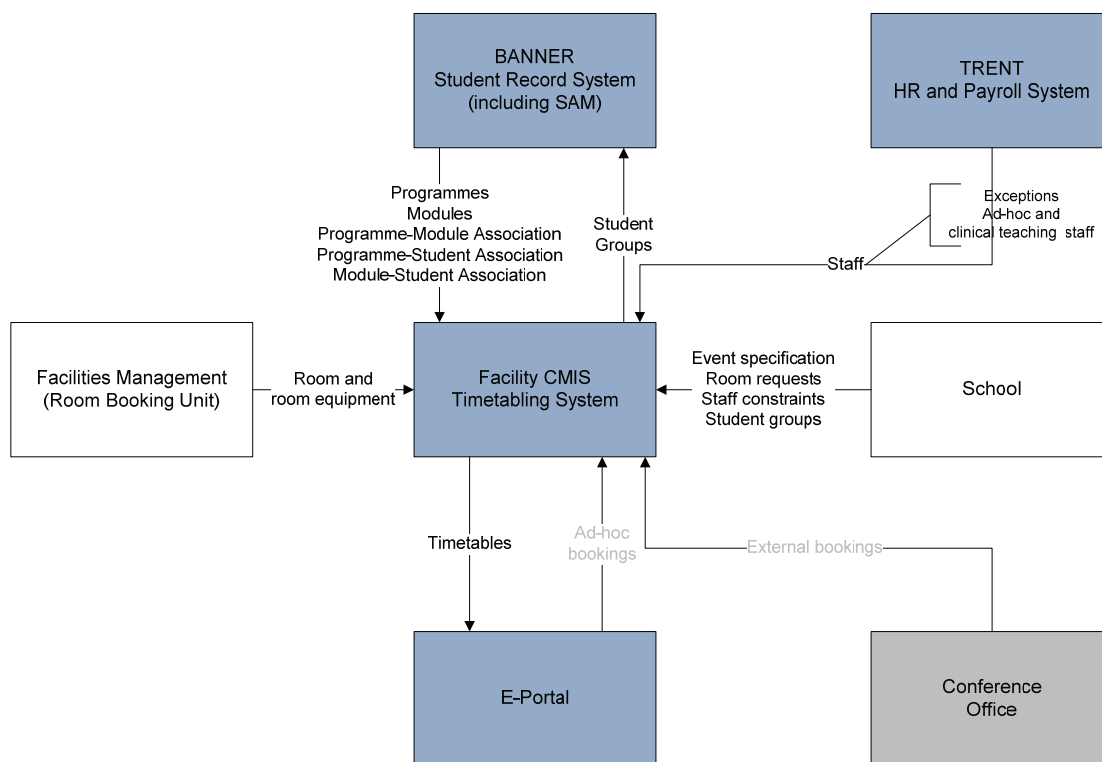 BANNER
Student Record System
(including SAM)
TRENT
HR and Payroll System
Programmes
Modules
Programme-Module Association
Programme-Student Association
Module-Student Association
Student
Groups
Exceptions
Ad-hoc and
clinical teaching staff
Staff
Facilities Management
(Room Booking Unit)
Room and
room equipment
Facility CMIS
Timetabling System
Event specification
Room requests
Staff constraints
Student groups
School
Timetables
Ad-hoc
bookings
External bookings
E-Portal
Conference
Office